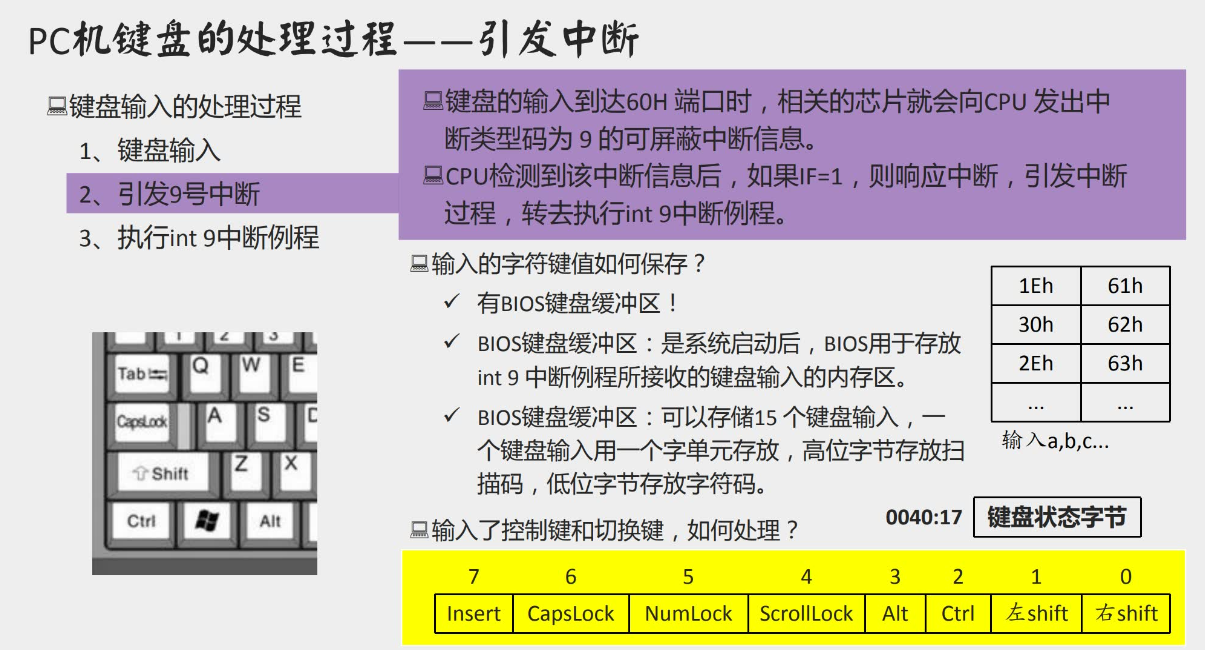 PC机键盘的处理过程——引发中断
键盘输入的处理过程
1、键盘输入
2、引发9号中断
3、执行int 9中断例程
键盘的输入到达60H 端口时，相关的芯片就会向CPU 发出中
断类型码为 9 的可屏蔽中断信息。
CPU检测到该中断信息后，如果IF=1，则响应中断，引发中断
过程，转去执行int 9中断例程。
输入的字符键值如何保存？
✓ 有BIOS键盘缓冲区！
✓ BIOS键盘缓冲区：是系统启动后，BIOS用于存放
int 9 中断例程所接收的键盘输入的内存区。
✓ BIOS键盘缓冲区：可以存储15 个键盘输入，一
个键盘输入用一个字单元存放，高位字节存放扫
描码，低位字节存放字符码。
1Eh 61h
30h 62h
2Eh 63h
... ...
输入a,b,c...
输入了控制键和切换键，如何处理？
0040:17 键盘状态字节
7 6 5 4 3 2 1 0
Insert CapsLock NumLock ScrollLock Alt Ctrl 左shift 右shift
1 2 3
Tab Q W E
CapsLock A S D
⇧ Shift Z X
Ctrl Alt